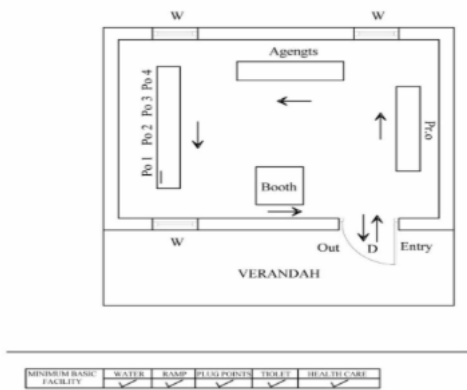 W W
Agengts
Po 1 Po 2 Po 3 Po 4
Pr.o
Booth
W
Out D Entry
VERANDAH
MINIMUM BASIC FACILITY WATER RAMP PLUG POINTS TIOLET HEALTH CARE